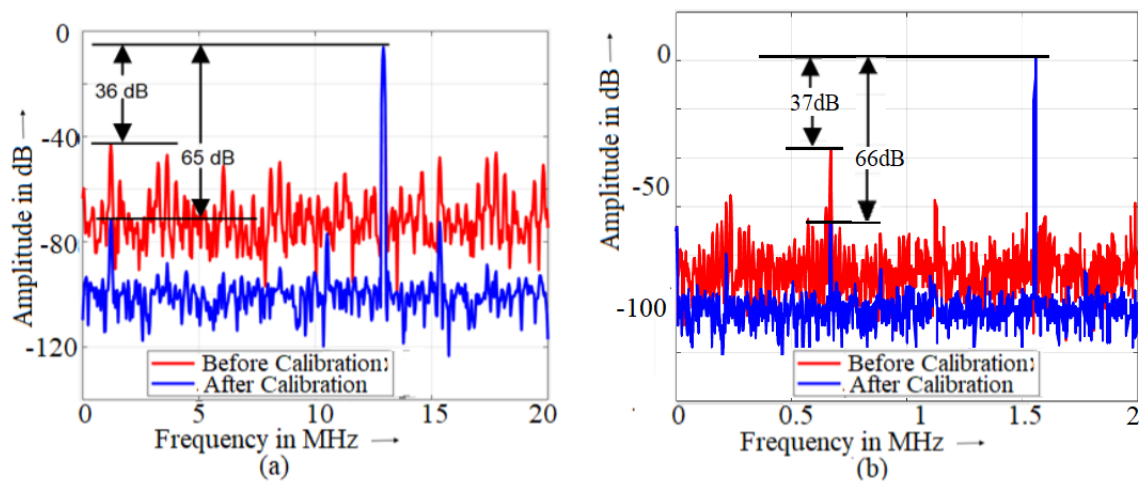 0
-40
-80
-120
Amplitude in dB
36 dB
65 dB
Before Calibration
After Calibration
0
5
10
15
20
Frequency in MHz
(a)
0
-50
-100
Amplitude in dB
37dB
66dB
Before Calibration
After Calibration
0
0.5
1
1.5
2
Frequency in MHz
(b)